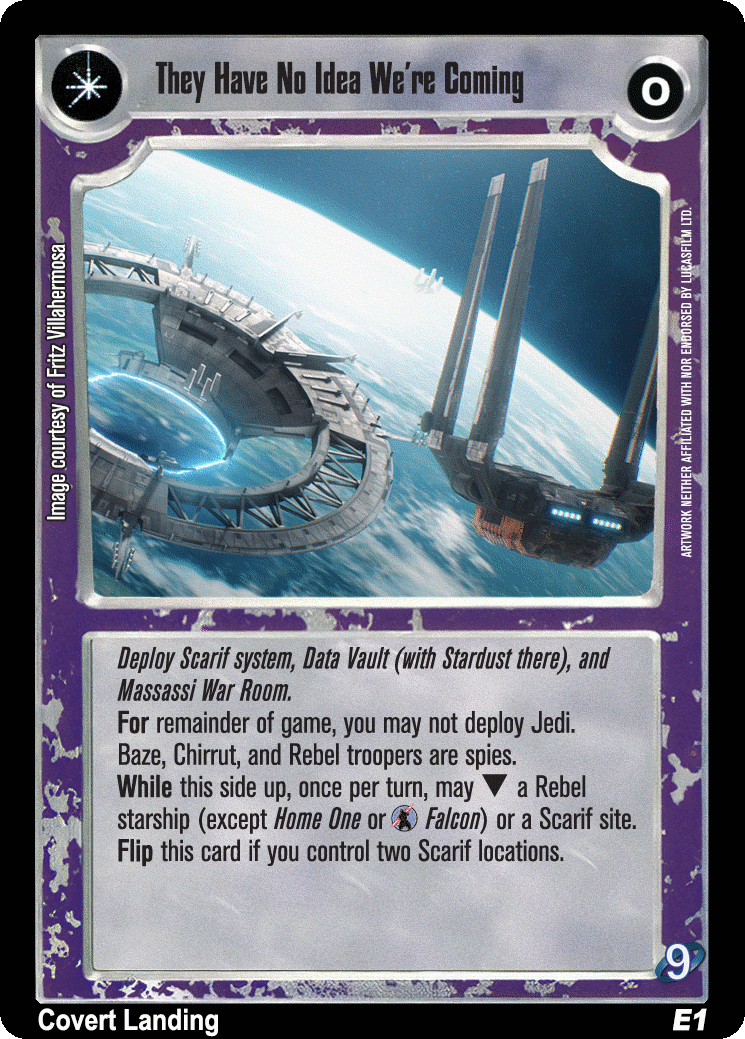 They Have No Idea We're Coming
0
Image courtesy of Fritz Villahermosa
ARTWORK NEITHER AFFILIATED WITH NOR ENDORSED BY LUCASFILM LTD.
Deploy Scarif system, Data Vault (with Stardust there), and
Massassi War Room.
For remainder of game, you may not deploy Jedi.
Baze, Chirrut, and Rebel troopers are spies.
While this side up, once per turn, may ▼ a Rebel
starship (except Home One or Falcon) or a Scarif site.
Flip this card if you control two Scarif locations.
9
Covert Landing
E1